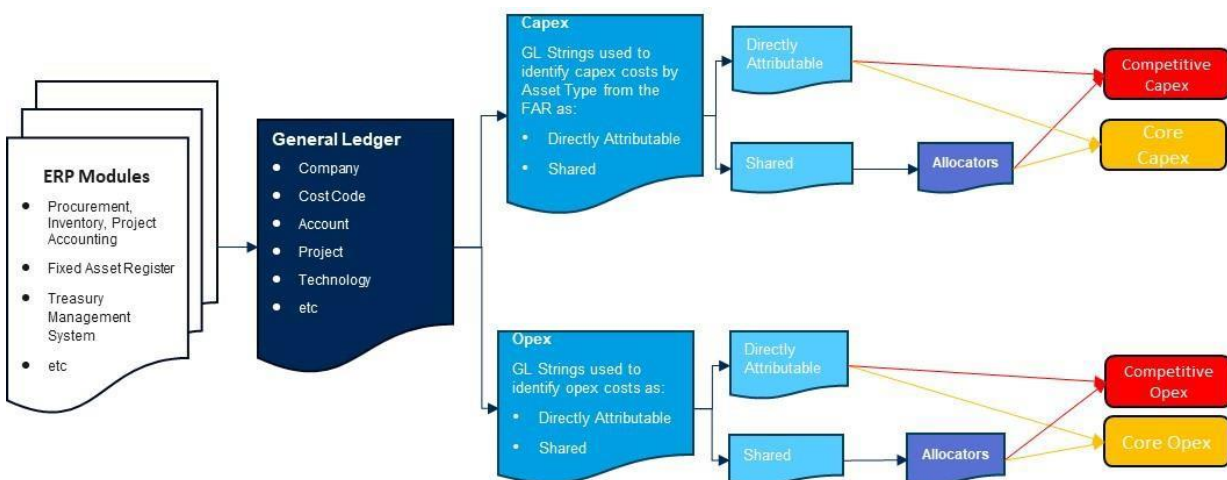 ERP Modules
• Procurement,
Inventory, Project
Accounting
• Fixed Asset Register
• Treasury
Management
System
• etc
General Ledger
• Company
• Cost Code
• Account
• Project
• Technology
• etc
Capex
GL Strings used to
identify capex costs by
Asset Type from the
FAR as:
• Directly Attributable
• Shared
Directly
Attributable
Shared
Allocators
Competitive
Capex
Core
Capex
Opex
GL Strings used to
identify opex costs as:
• Directly Attributable
• Shared
Directly
Attributable
Shared
Allocators
Competitive
Opex
Core Opex